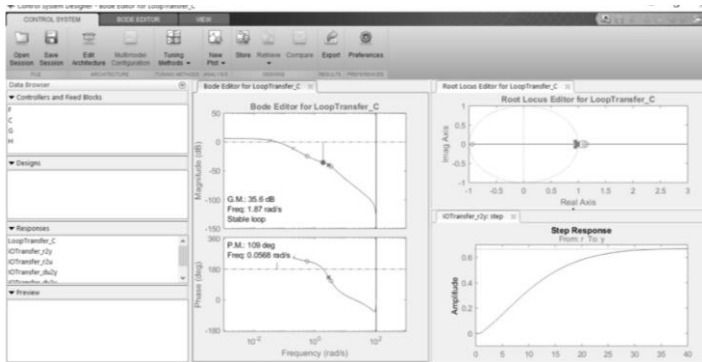 Control System Designer - Bode Editor for LoopTransfer_C
CONTROL SYSTEM
BODE EDITOR
VIEW
Open Session
Save Session
Edit Architecture
Multimodel Configuration
Tuning Methods
New Plot
Store
Retrieve
Compare
Export
Preferences
FILE
ARCHITECTURE
TUNING METHODS
ANALYSIS
DESIGNS
RESULTS
PREFERENCES
Data Browser
Controllers and Fixed Blocks
F
C
G
H
Designs
Responses
LoopTransfer_C
IOTransfer_r2y
IOTransfer_r2u
IOTransfer_du2y
Preview
Bode Editor for LoopTransfer_C
Bode Editor for LoopTransfer_C
50
0
-50
-100
-150
Magnitude (dB)
G.M.: 35.6 dB
Freq: 1.87 rad/s
Stable loop
360
180
0
-180
Phase (deg)
P.M.: 109 deg
Freq: 0.0568 rad/s
10-2
100
102
Frequency (rad/s)
Root Locus Editor for LoopTransfer_C
Root Locus Editor for LoopTransfer_C
1
0.5
0
-0.5
-1
Imag Axis
-1 -0.5 0 0.5 1 1.5 2 2.5 3
Real Axis
IOTransfer_r2y: step
Step Response
From: r To: y
0.6
0.4
0.2
0
Amplitude
0 5 10 15 20 25 30 35 40